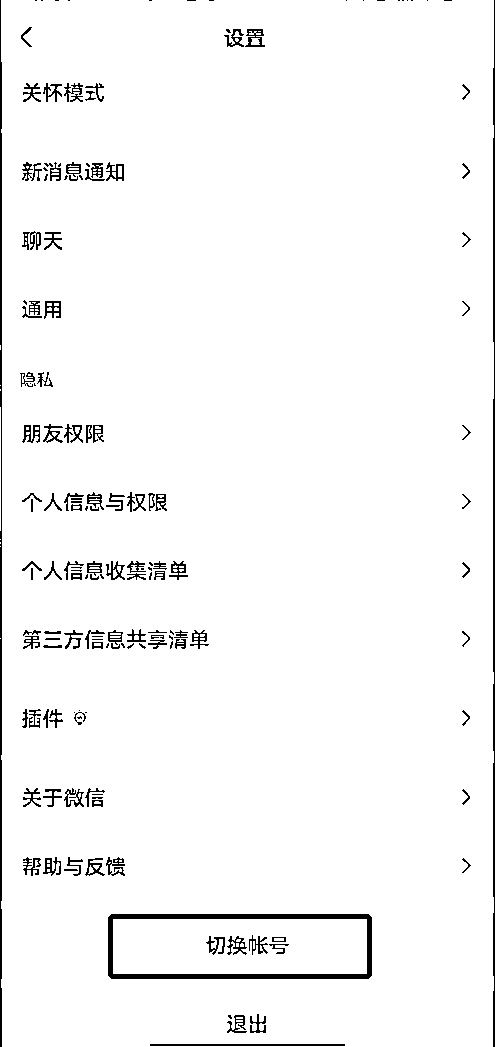 设置
关怀模式
新消息通知
聊天
通用
隐私
朋友权限
个人信息与权限
个人信息收集清单
第三方信息共享清单
插件
关于微信
帮助与反馈
切换帐号
退出